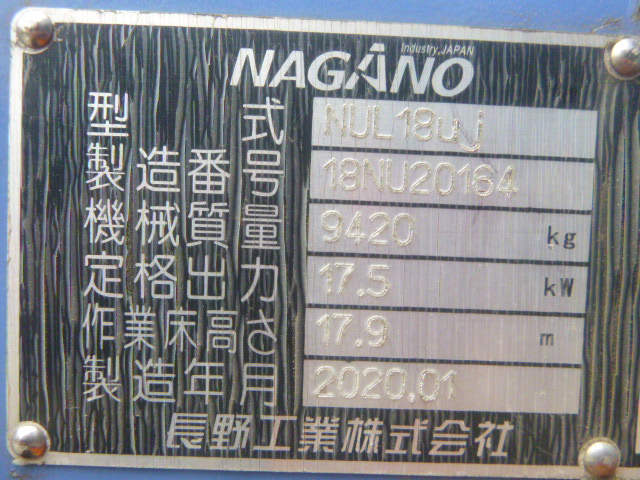 Industry,JAPAN
NAGANO
型式 NUL18uj
製造番号 18NU20164
機械質量 9420 kg
定格出力 17.5 kW
作業床高さ 17.9 m
製造年月 2020.01
長野工業株式会社